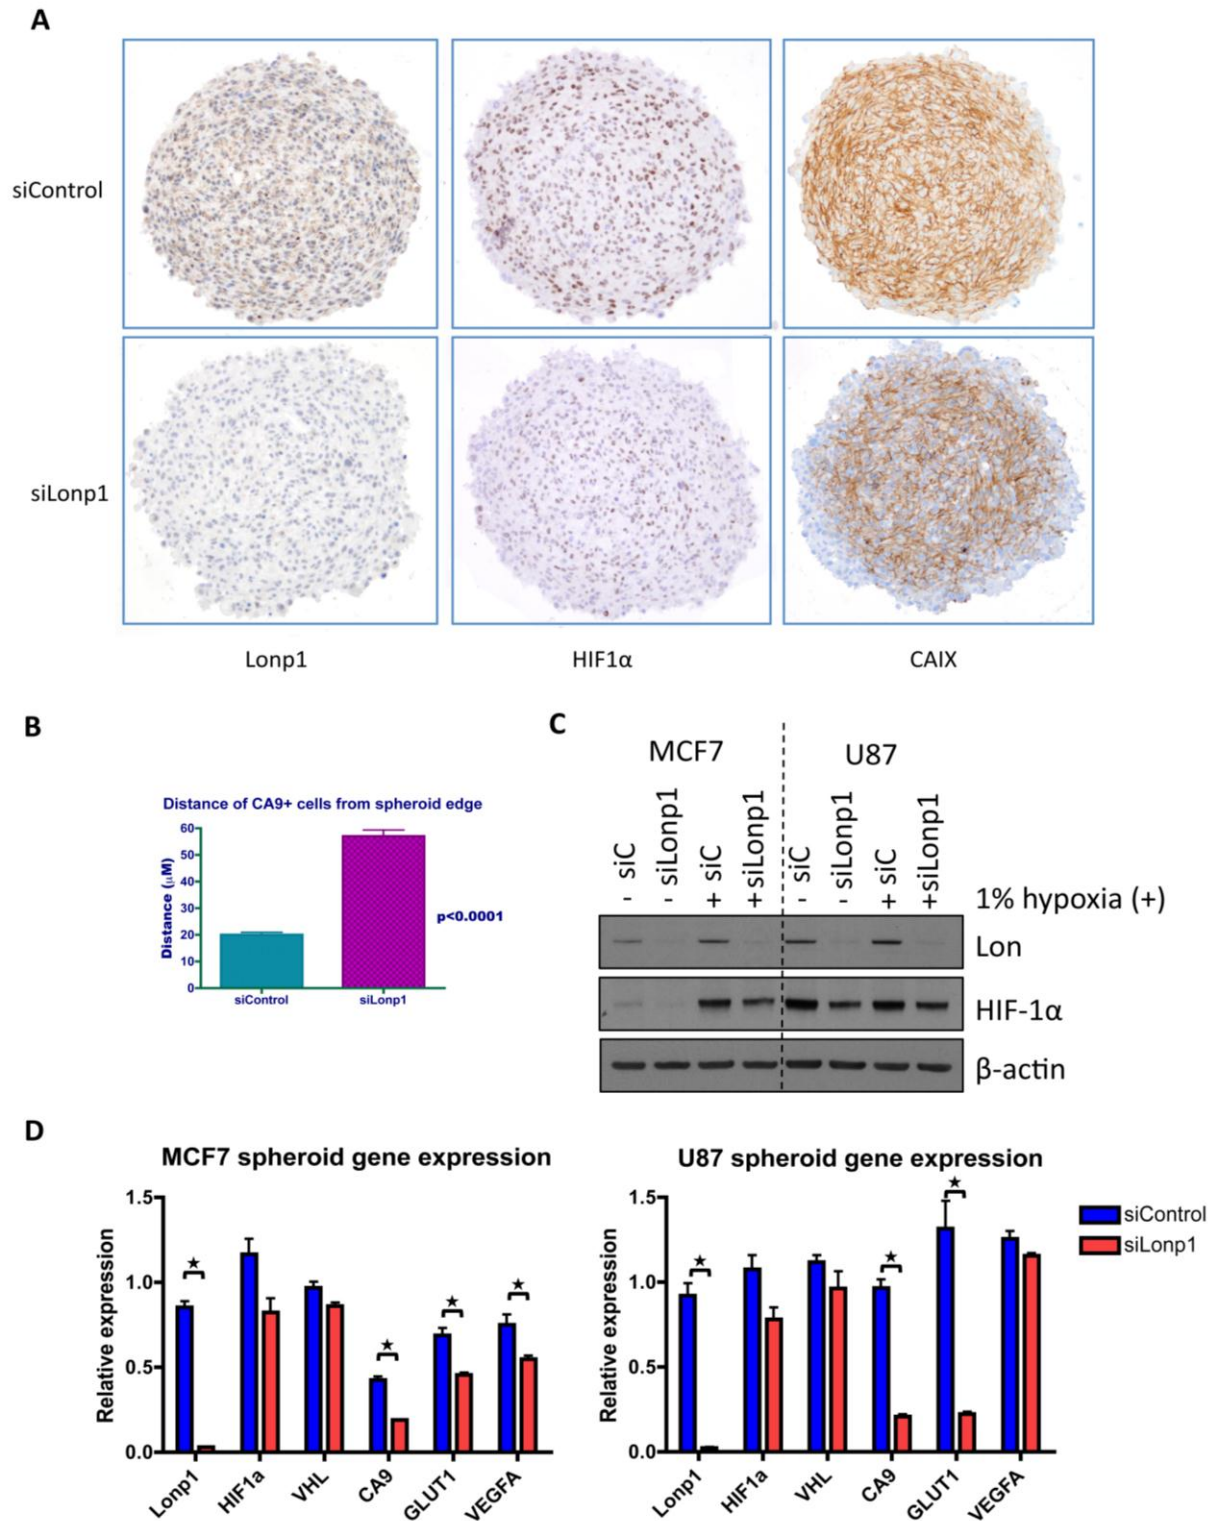 A
siControl
siLonp1
Lonp1 HIF1α CAIX
B
Distance of CA9+ cells from spheroid edge
Distance (µM)
60
50
40
30
20
10
0
p<0.0001
siControl siLonp1
C
MCF7 U87
siC siLonp1 siC siLonp1 siC siLonp1 siC siLonp1
- - + + - - + + 1% hypoxia (+)
Lon
HIF-1α
β-actin
D
MCF7 spheroid gene expression
Relative expression
1.5
1.0
0.5
0.0
★ ★ ★ ★
Lonp1 HIF1a VHL CA9 GLUT1 VEGFA
U87 spheroid gene expression
Relative expression
1.5
1.0
0.5
0.0
★ ★ ★
Lonp1 HIF1a VHL CA9 GLUT1 VEGFA
siControl
siLonp1